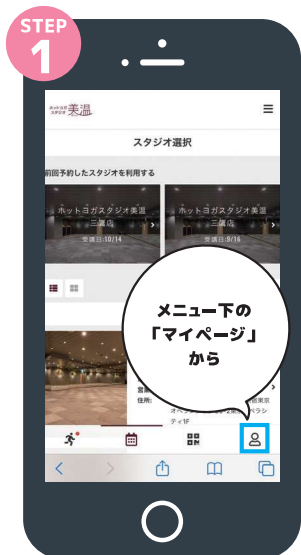 STEP
1
ホットヨガ
スタジオ 美温
スタジオ選択
前回予約したスタジオを利用する
ホットヨガスタジオ美温
三鷹店
受講日:10/14
ホットヨガスタジオ美温
三鷹店
受講日:9/16
メニュー下の
「マイページ」
から
住所:
ティ1F